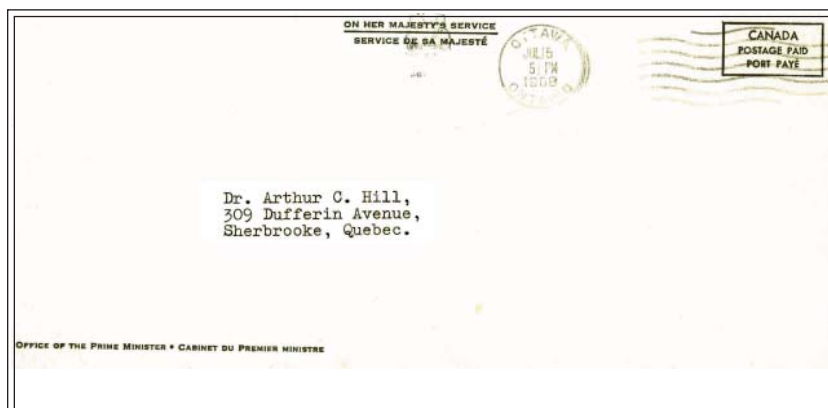 ON HER MAJESTY'S SERVICE
SERVICE DE SA MAJESTÉ
OTTAWA
JUL 15
5 PM
ONTARIO
CANADA
POSTAGE PAID
PORT PAYÉ
Dr. Arthur C. Hill,
309 Dufferin Avenue,
Sherbrooke, Quebec.
OFFICE OF THE PRIME MINISTER • CABINET DU PREMIER MINISTRE